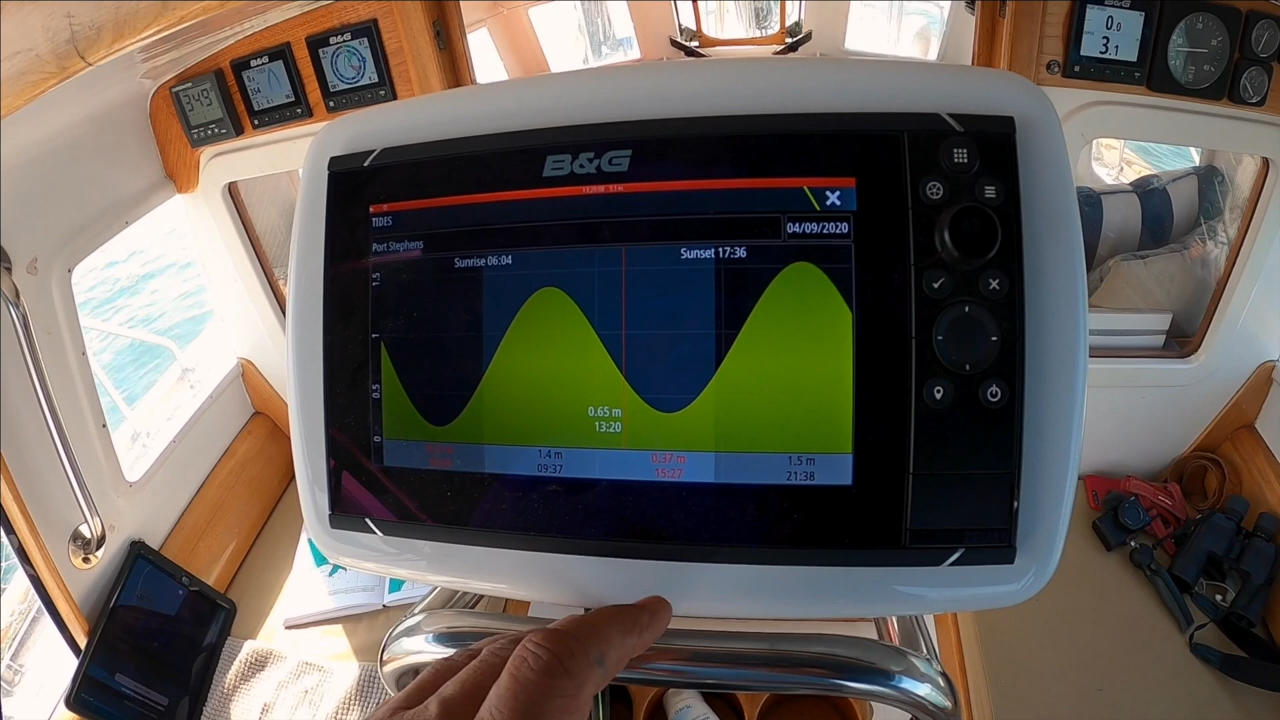 B&G
B&G
349
354
B&G
0.0
3.1
B&G
TIDES
04/09/2020
Port Stephens
Sunrise 06:04
Sunset 17:36
1.5
1
0.5
0
0.65 m
13:20
1.4 m
09:37
0.37 m
15:27
1.5 m
21:38